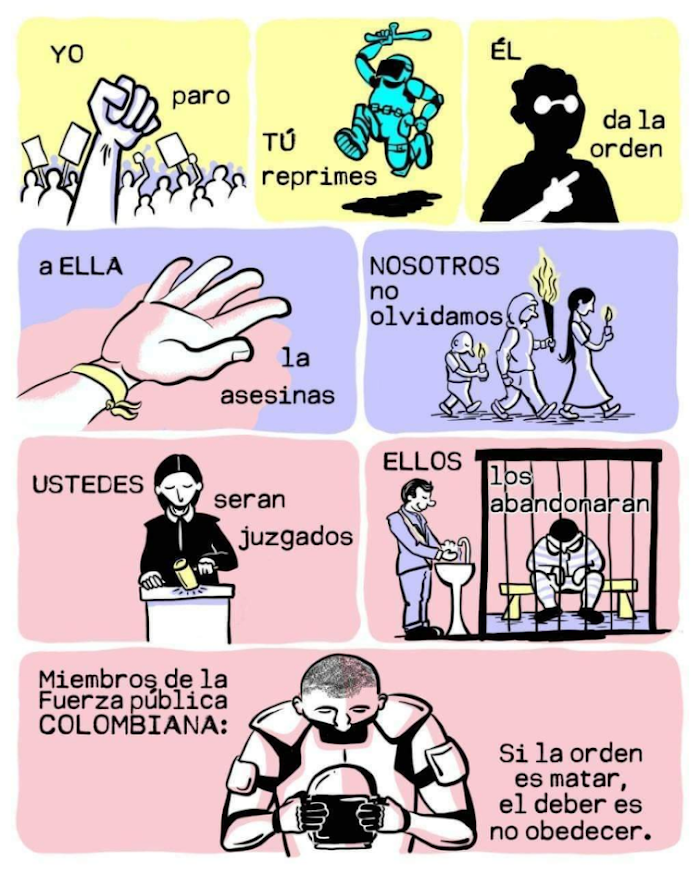 YO
paro
TÚ
reprimes
ÉL
da la
orden
a ELLA
la
asesinas
NOSOTROS
no
olvidamos
USTEDES
seran
juzgados
ELLOS
los
abandonaran
Miembros de la
Fuerza pública
COLOMBIANA:
Si la orden
es matar,
el deber es
no obedecer.